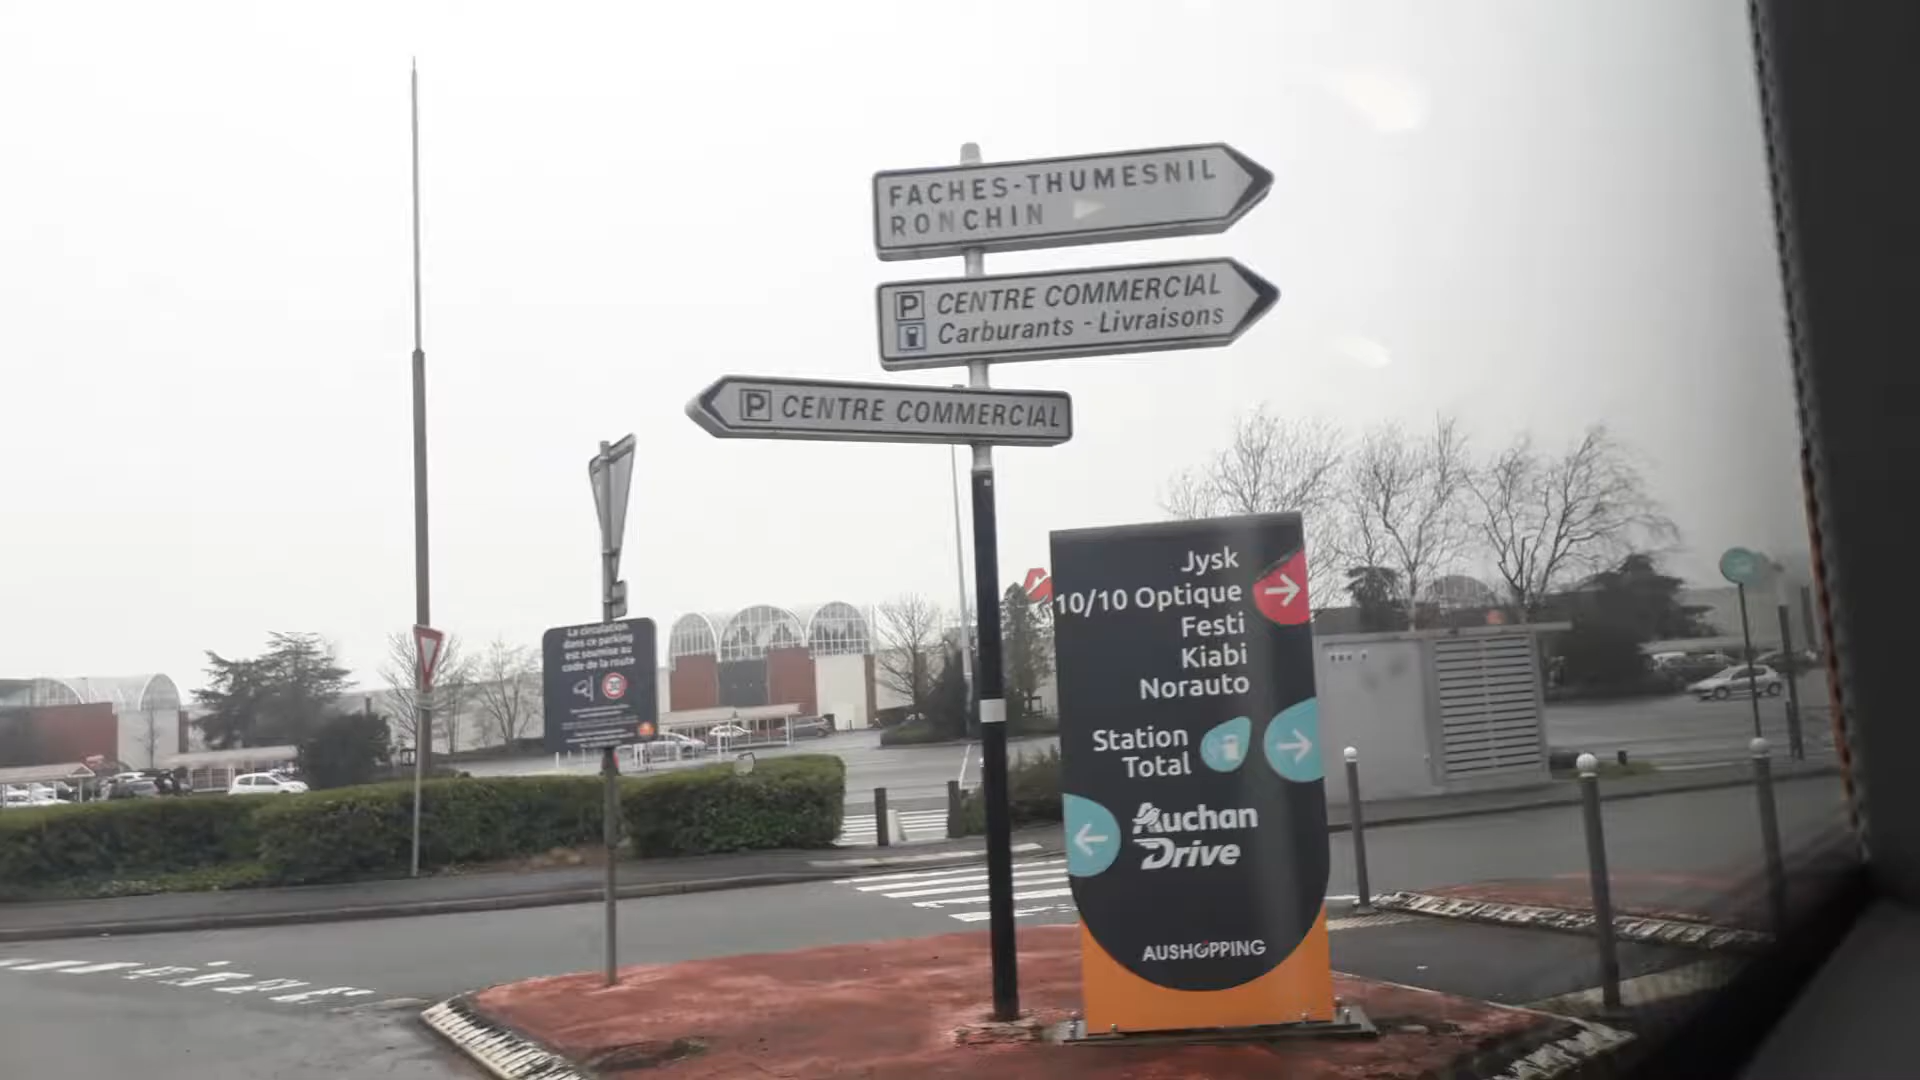 FACHES-THUMESNIL
RONCHIN
P CENTRE COMMERCIAL
Carburants - Livraisons
P CENTRE COMMERCIAL
La circulation
dans ce parking
est soumise au
code de la route
Jysk
10/10 Optique
Festi
Kiabi
Norauto
Station
Total
Auchan
Drive
AUSHOPPING